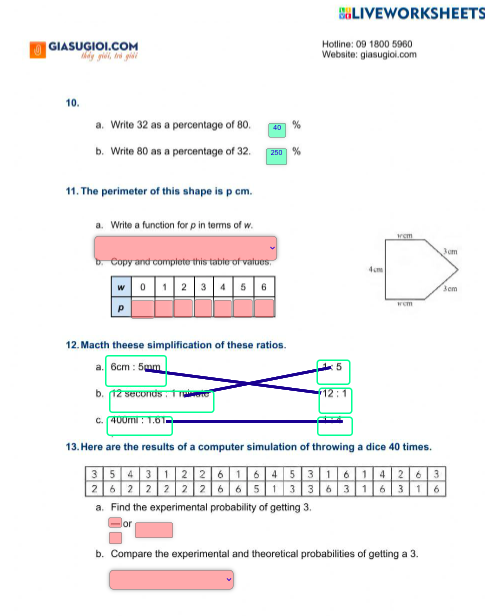 LIVEWORKSHEETS
GIASUGIOI.COM
thầy giỏi, trò giỏi
Hotline: 09 1800 5960
Website: giasugioi.com
10.
a. Write 32 as a percentage of 80. 40 %
b. Write 80 as a percentage of 32. 250 %
11. The perimeter of this shape is p cm.
a. Write a function for p in terms of w.
b. Copy and complete this table of values.
w 0 1 2 3 4 5 6
p
w cm
3 cm
4 cm
3 cm
w cm
12. Macth theese simplification of these ratios.
a. 6cm : 5mm
: 5
b. 12 seconds : 1 minute
12 : 1
c. 400ml : 1.6l
13. Here are the results of a computer simulation of throwing a dice 40 times.
3 5 4 3 1 2 2 6 1 6 4 5 3 1 6 1 4 2 6 3
2 6 2 2 2 2 2 6 6 5 1 3 3 6 3 1 6 3 1 6
a. Find the experimental probability of getting 3.
or
b. Compare the experimental and theoretical probabilities of getting a 3.